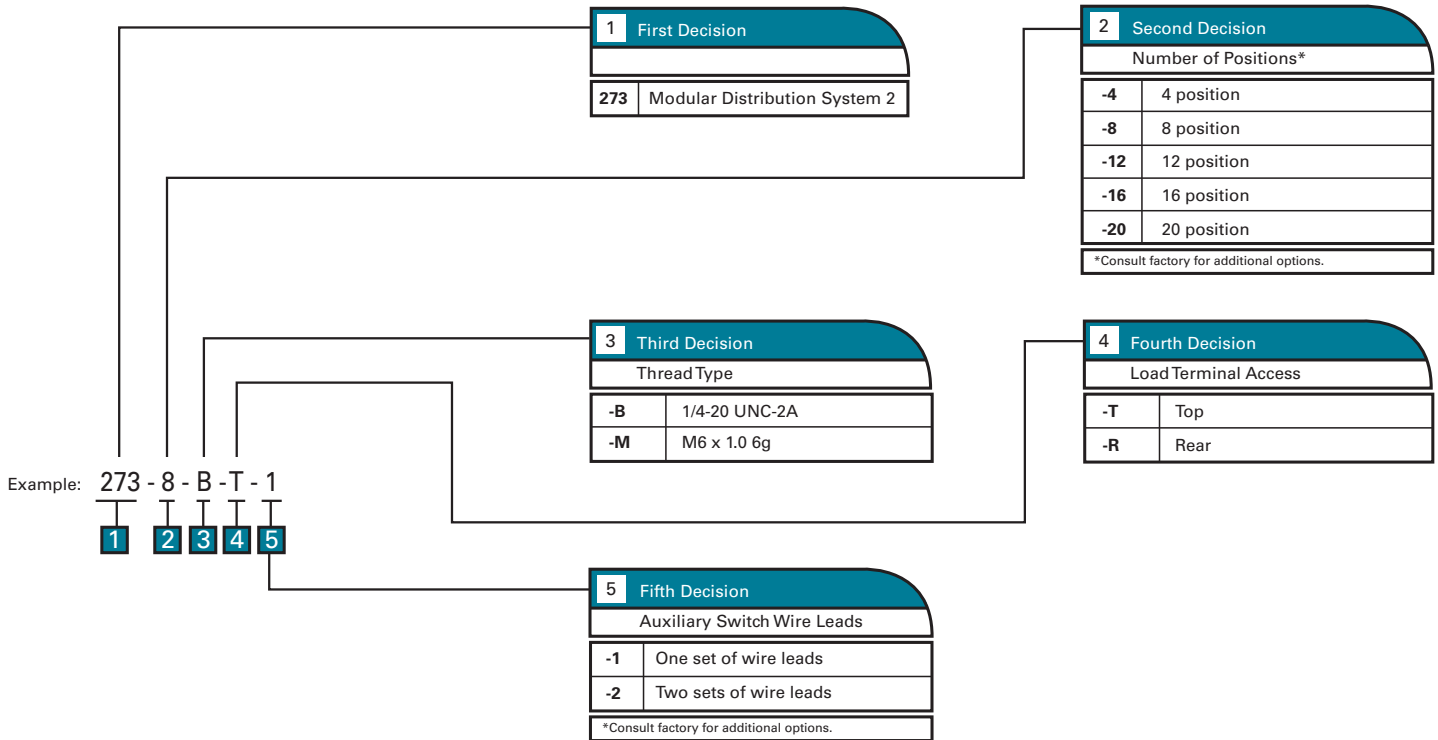 1 First Decision
273 Modular Distribution System 2
2 Second Decision
Number of Positions*
-4 4 position
-8 8 position
-12 12 position
-16 16 position
-20 20 position
*Consult factory for additional options.
3 Third Decision
Thread Type
-B 1/4-20 UNC-2A
-M M6 x 1.0 6g
4 Fourth Decision
Load Terminal Access
-T Top
-R Rear
Example: 273 - 8 - B - T - 1
1 2 3 4 5
5 Fifth Decision
Auxiliary Switch Wire Leads
-1 One set of wire leads
-2 Two sets of wire leads
*Consult factory for additional options.